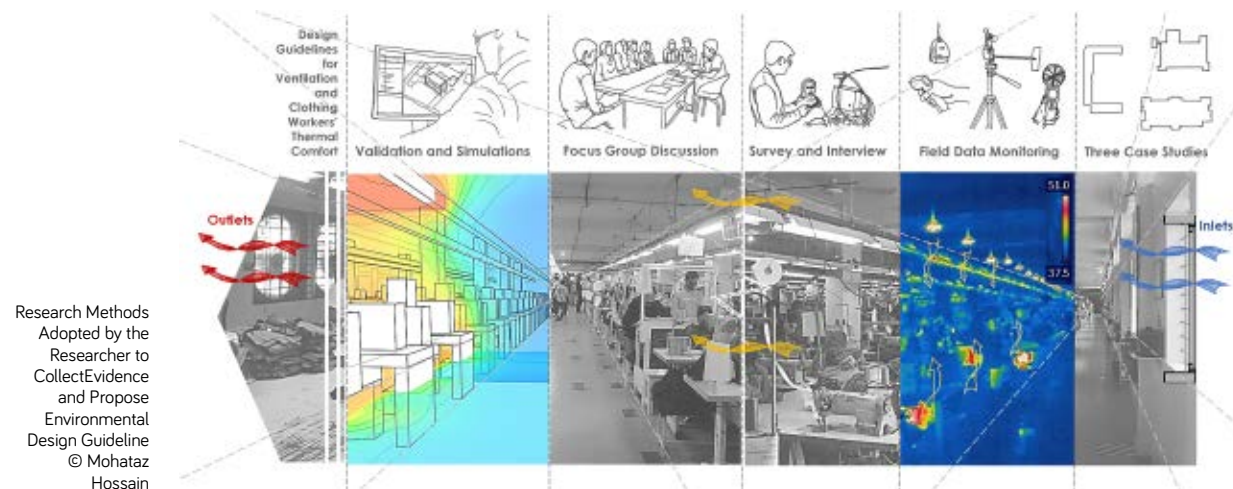 Design
Guidelines
for
Ventilation
and
Clothing
Workers'
Thermal
Comfort
Validation and Simulations
Focus Group Discussion
Survey and Interview
Field Data Monitoring
Three Case Studies
Outlets
51.0
37.5
Inlets
Research Methods
Adopted by the
Researcher to
CollectEvidence
and Propose
Environmental
Design Guideline
© Mohataz
Hossain